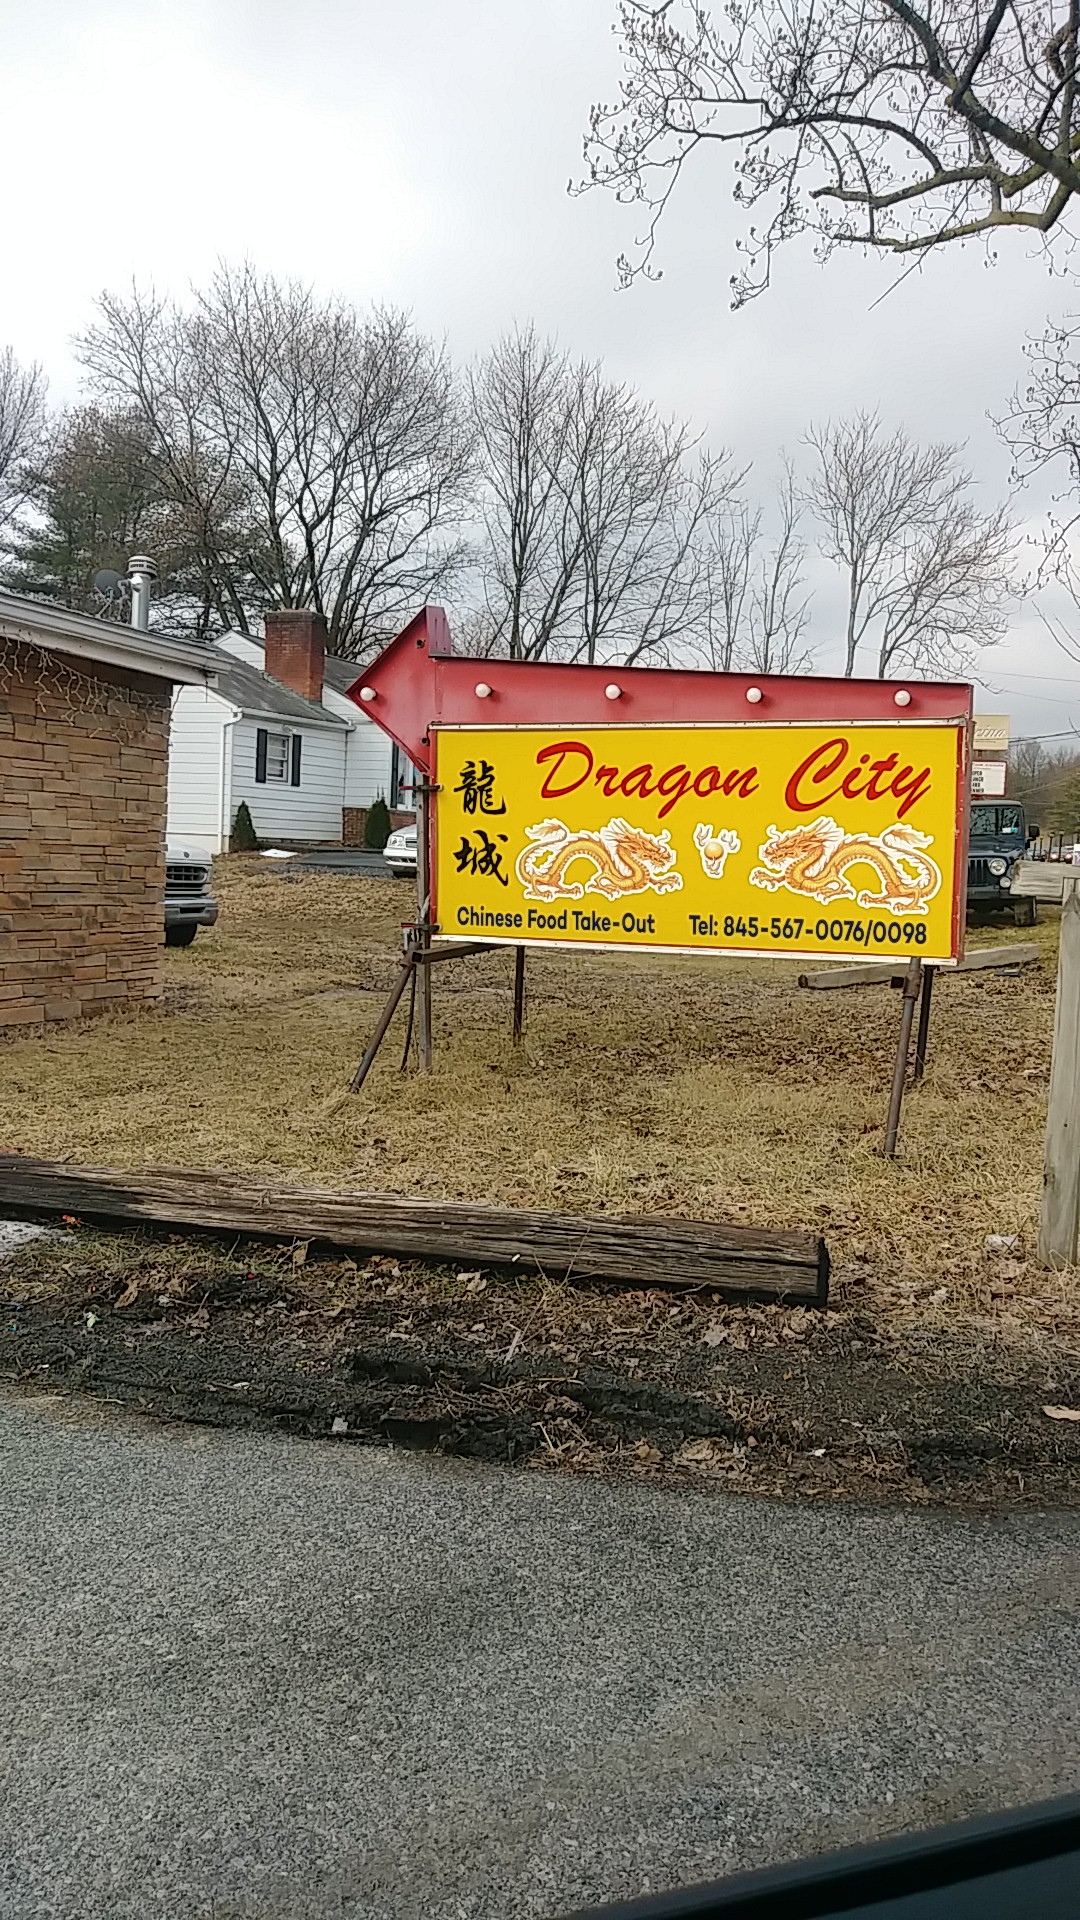 龍城
Dragon City
Chinese Food Take-Out
Tel: 845-567-0076/0098